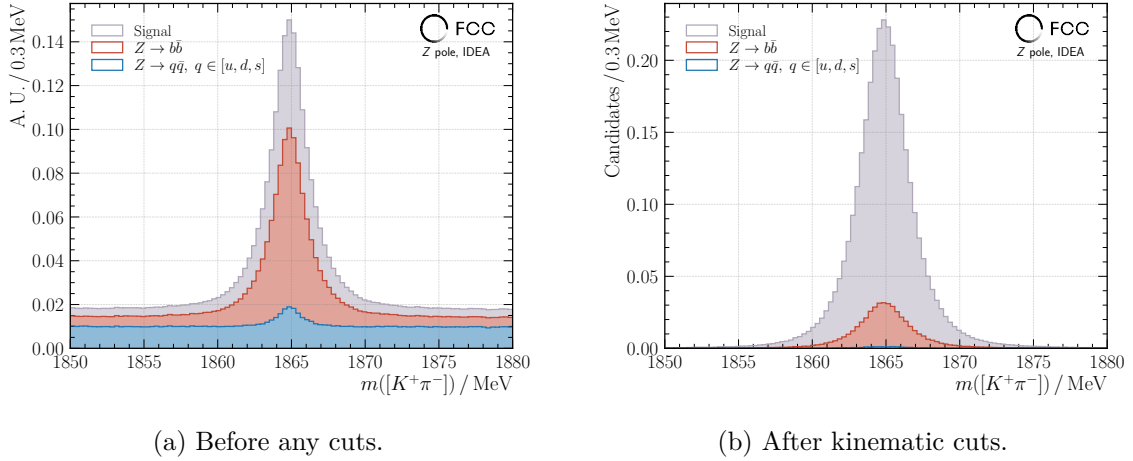 A. U. / 0.3 MeV
0.14
0.12
0.10
0.08
0.06
0.04
0.02
0.00
Signal
Z → bb̄
Z → qq̄, q ∈ [u, d, s]
FCC
Z pole, IDEA
1850 1855 1860 1865 1870 1875 1880
m([K⁺π⁻]) / MeV
(a) Before any cuts.
Candidates / 0.3 MeV
0.20
0.15
0.10
0.05
0.00
Signal
Z → bb̄
Z → qq̄, q ∈ [u, d, s]
FCC
Z pole, IDEA
1850 1855 1860 1865 1870 1875 1880
m([K⁺π⁻]) / MeV
(b) After kinematic cuts.